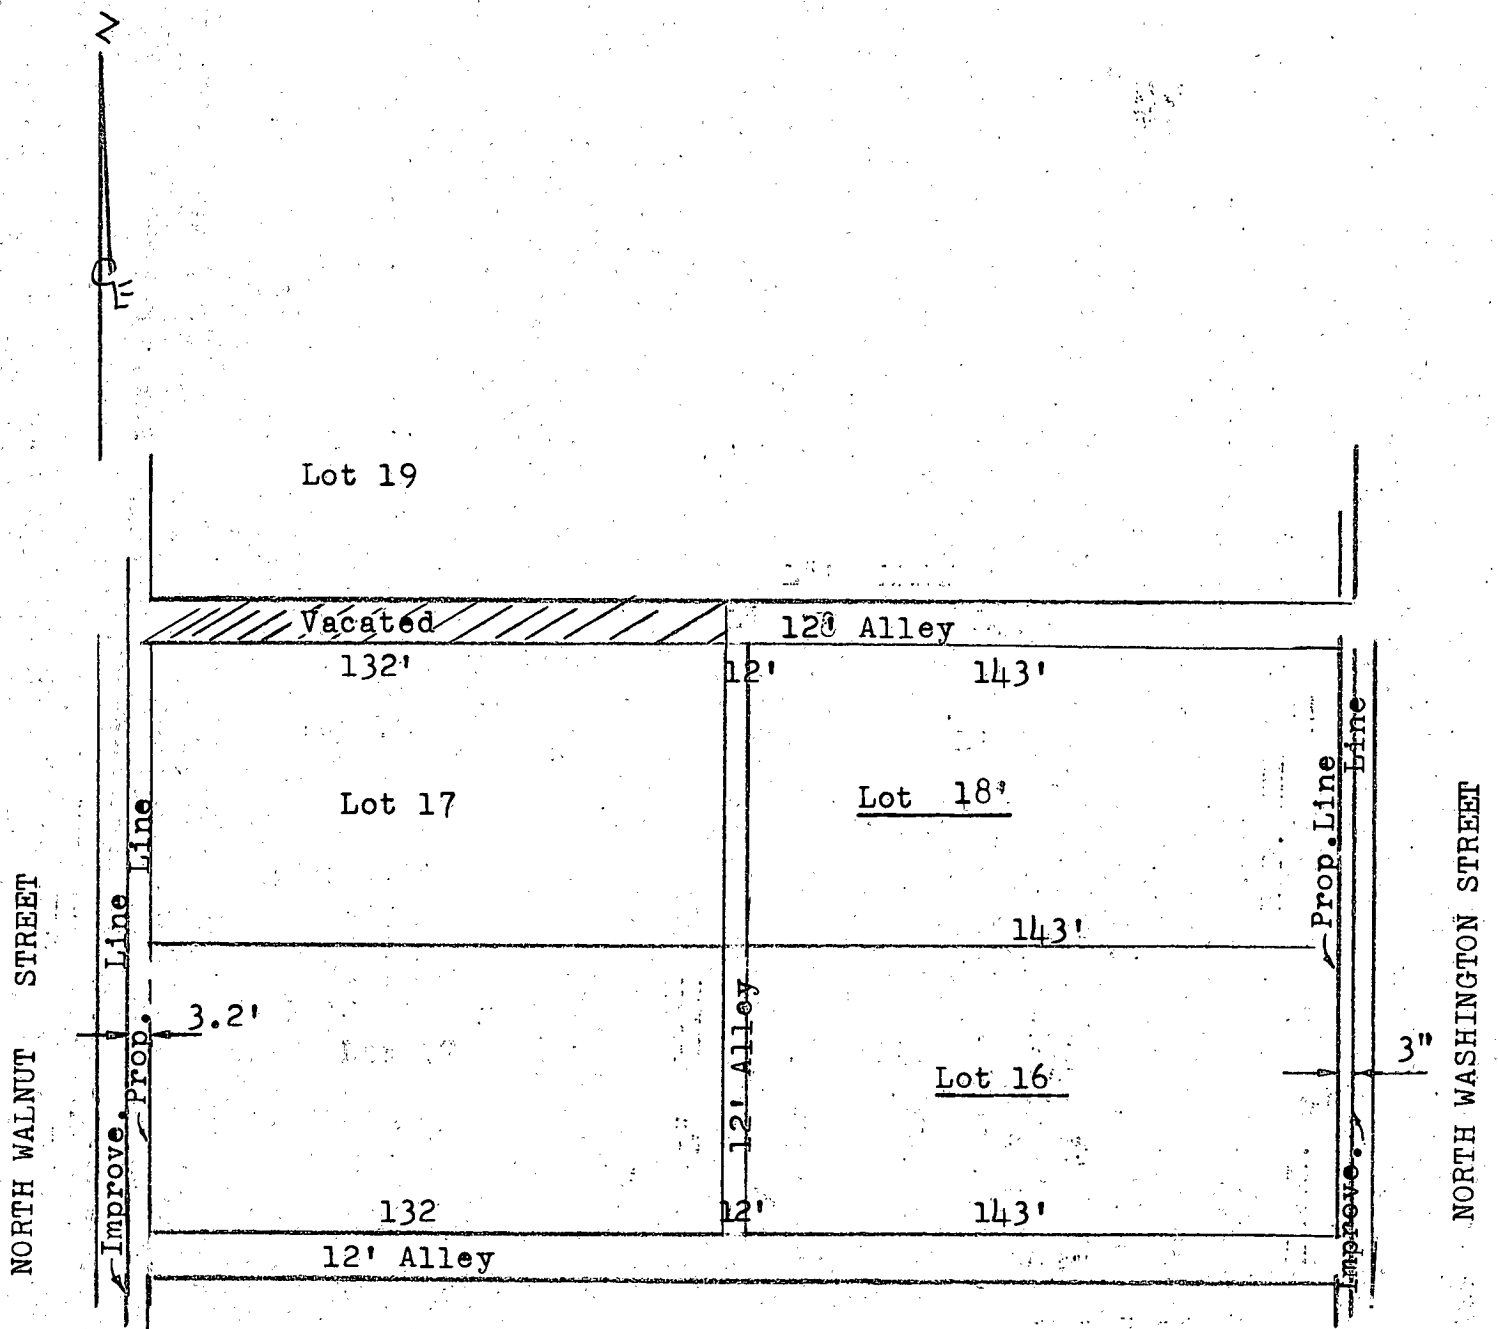 N
Lot 19
Vacated
12' Alley
132'
12'
143'
Lot 17
Lot 18
Prop. Line
Improve. Line
Prop. Line
Improve. Line
143'
3.2'
12' Alley
Lot 16
3"
NORTH WALNUT STREET
NORTH WASHINGTON STREET
132
12'
143'
12' Alley